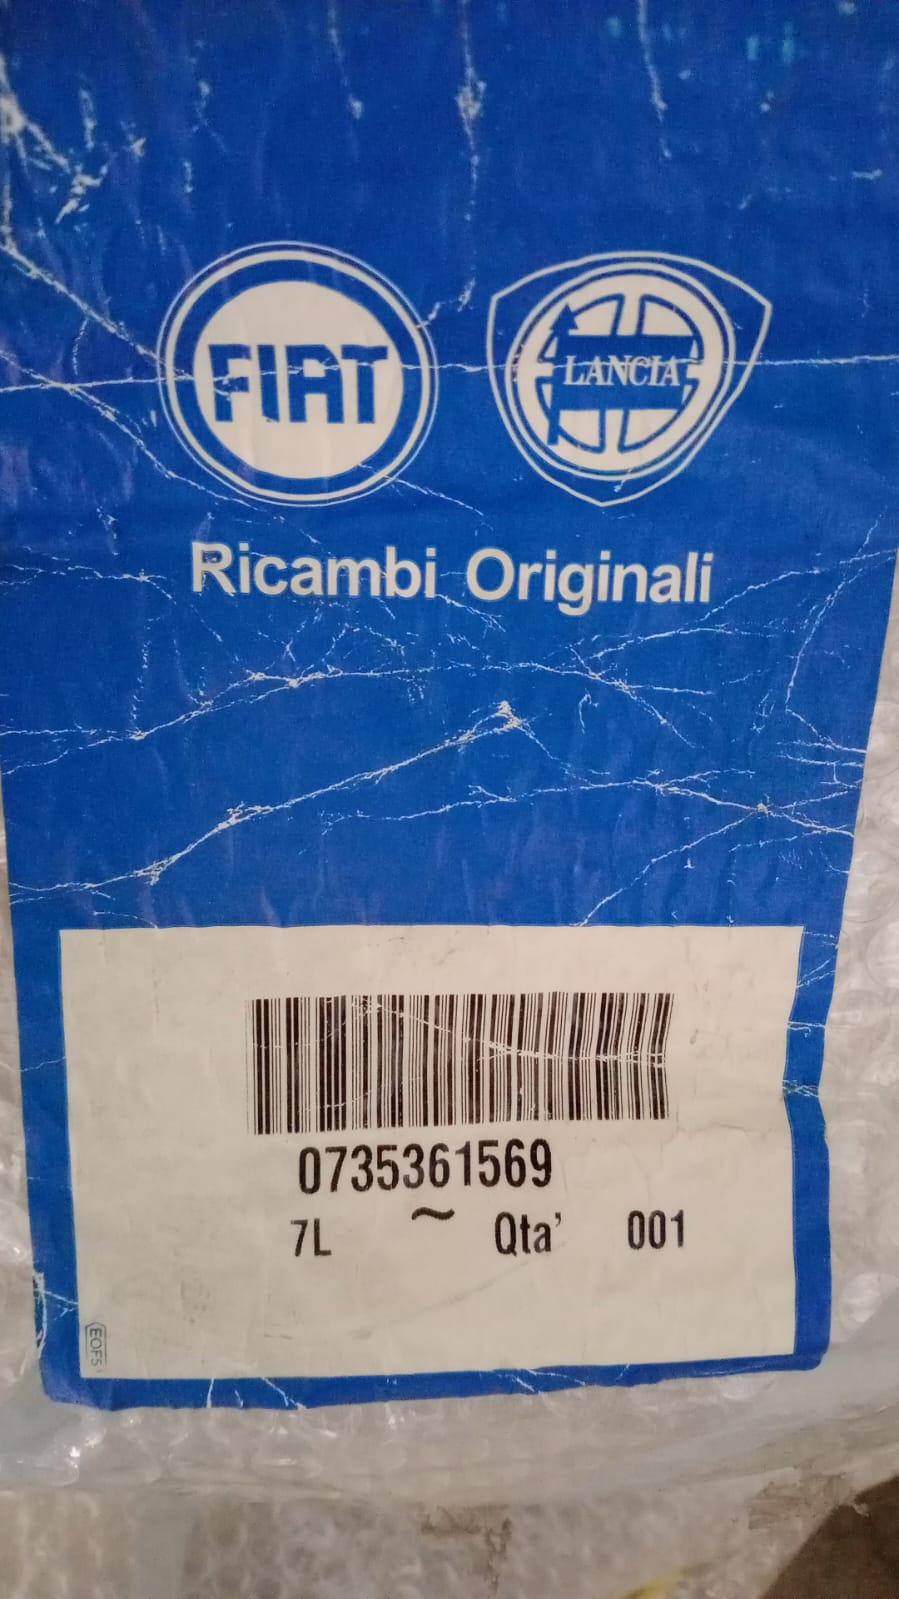 FIAT
LANCIA
Ricambi Originali
0735361569
7L ~ Qta' 001
EOF5